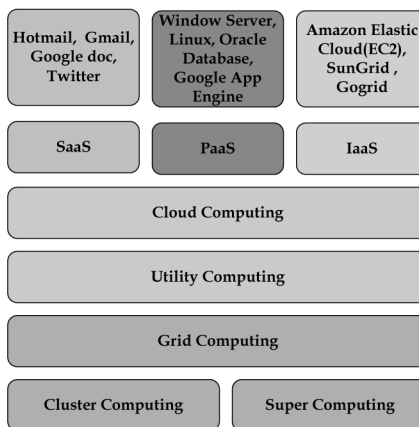 Hotmail, Gmail,
Google doc,
Twitter
Window Server,
Linux, Oracle
Database,
Google App
Engine
Amazon Elastic
Cloud(EC2),
SunGrid ,
Gogrid
SaaS
PaaS
IaaS
Cloud Computing
Utility Computing
Grid Computing
Cluster Computing
Super Computing